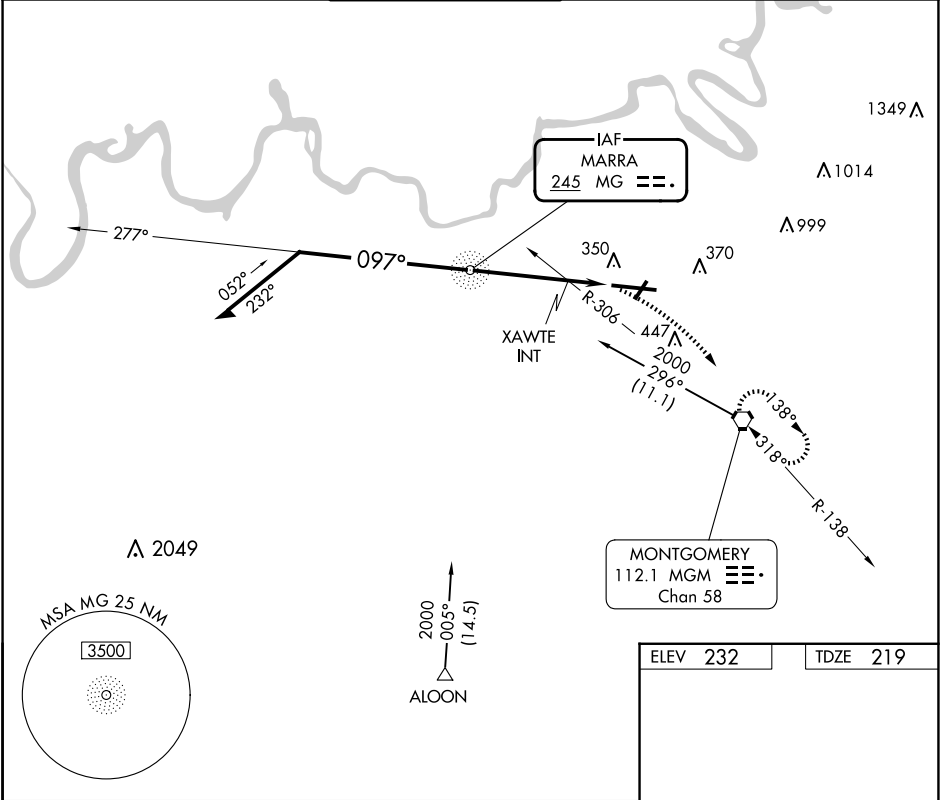 1349
IAF
MARRA
245 MG
1014
999
277°
097°
350
370
052°
232°
R-306
447
XAWTE
INT
2000
296°
(11.1)
138°
318°
R-138
2049
MONTGOMERY
112.1 MGM
Chan 58
MSA MG 25 NM
3500
2000
005°
(14.5)
ALOON
ELEV 232
TDZE 219